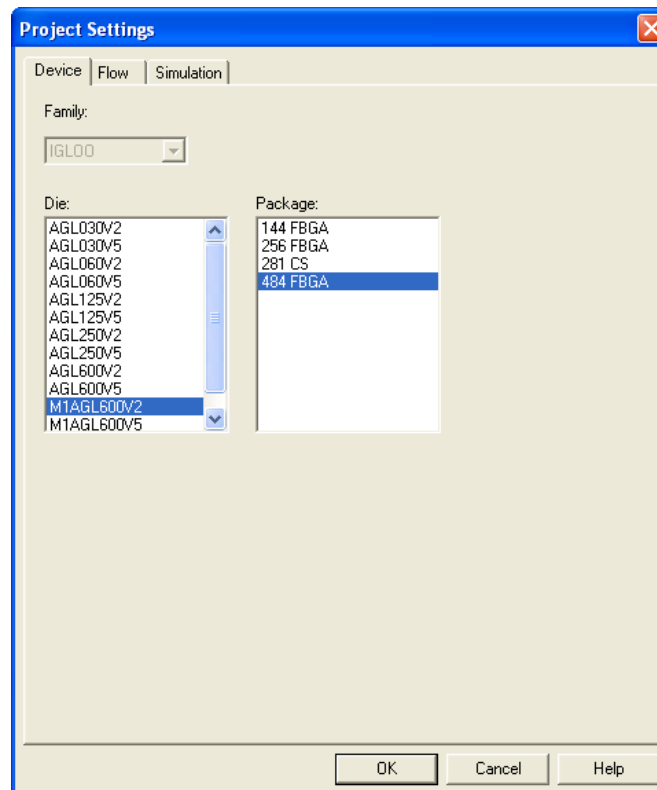 Project Settings
Device Flow Simulation
Family:
IGLOO
Die:
AGL030V2
AGL030V5
AGL060V2
AGL060V5
AGL125V2
AGL125V5
AGL250V2
AGL250V5
AGL600V2
AGL600V5
M1AGL600V2
M1AGL600V5
Package:
144 FBGA
256 FBGA
281 CS
484 FBGA
OK Cancel Help